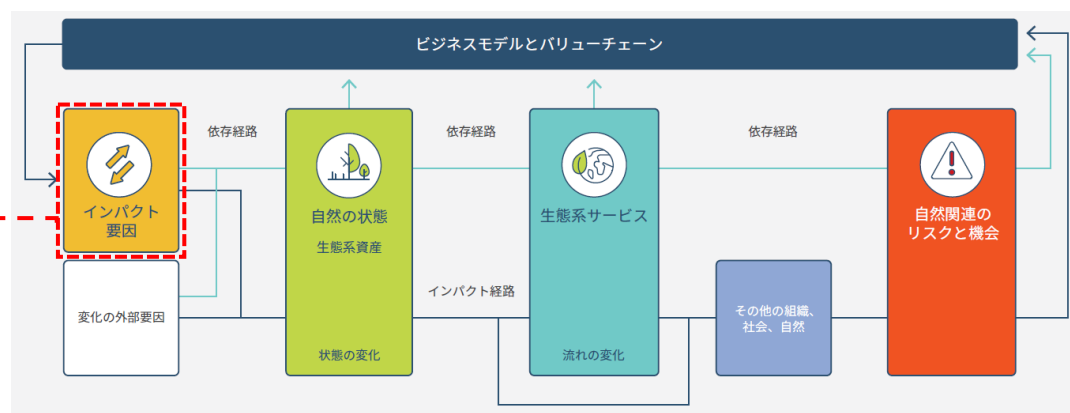 ビジネスモデルとバリューチェーン
依存経路
依存経路
依存経路
インパクト
要因
自然の状態
生態系資産
生態系サービス
自然関連の
リスクと機会
変化の外部要因
インパクト経路
その他の組織、
社会、自然
状態の変化
流れの変化